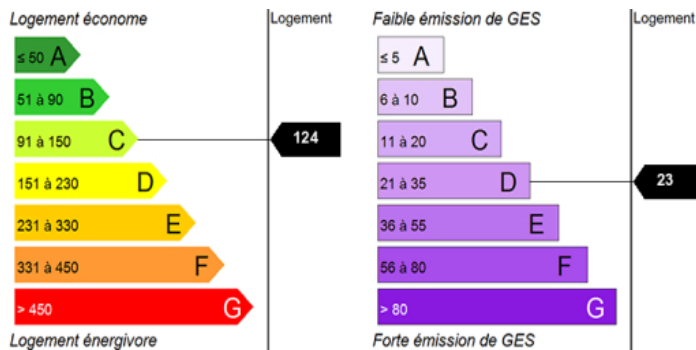 Logement économe
Logement
≤ 50 A
51 à 90 B
91 à 150 C
124
151 à 230 D
231 à 330 E
331 à 450 F
> 450 G
Logement énergivore
Faible émission de GES
Logement
≤ 5 A
6 à 10 B
11 à 20 C
21 à 35 D
23
36 à 55 E
56 à 80 F
> 80 G
Forte émission de GES